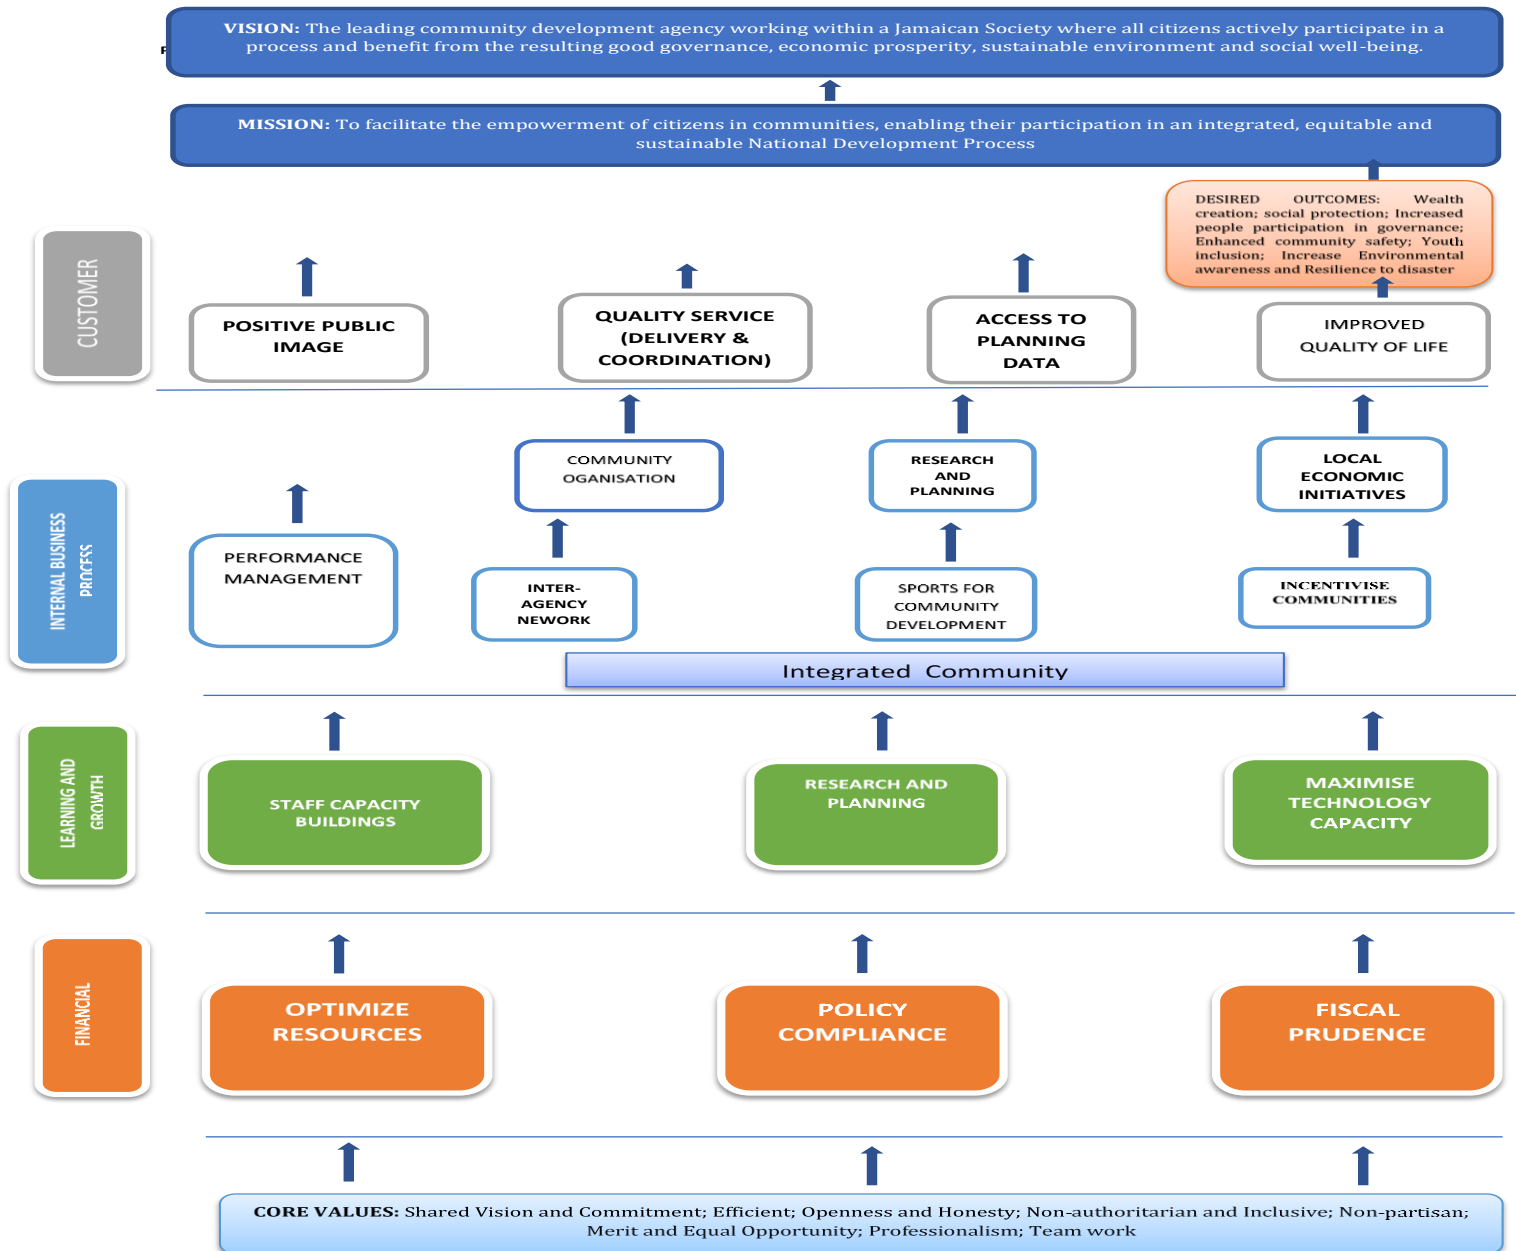 VISION: The leading community development agency working within a Jamaican Society where all citizens actively participate in a
process and benefit from the resulting good governance, economic prosperity, sustainable environment and social well-being.
MISSION: To facilitate the empowerment of citizens in communities, enabling their participation in an integrated, equitable and
sustainable National Development Process
DESIRED OUTCOMES: Wealth
creation; social protection; Increased
people participation in governance;
Enhanced community safety; Youth
inclusion; Increase Environmental
awareness and Resilience to disaster
CUSTOMER
POSITIVE PUBLIC
IMAGE
QUALITY SERVICE
(DELIVERY &
COORDINATION)
ACCESS TO
PLANNING
DATA
IMPROVED
QUALITY OF LIFE
INTERNAL BUSINESS
PROCESS
COMMUNITY
OGANISATION
RESEARCH
AND
PLANNING
LOCAL
ECONOMIC
INITIATIVES
PERFORMANCE
MANAGEMENT
INTER-
AGENCY
NEWORK
SPORTS FOR
COMMUNITY
DEVELOPMENT
INCENTIVISE
COMMUNITIES
Integrated Community
LEARNING AND
GROWTH
STAFF CAPACITY
BUILDINGS
RESEARCH AND
PLANNING
MAXIMISE
TECHNOLOGY
CAPACITY
FINANCIAL
OPTIMIZE
RESOURCES
POLICY
COMPLIANCE
FISCAL
PRUDENCE
CORE VALUES: Shared Vision and Commitment; Efficient; Openness and Honesty; Non-authoritarian and Inclusive; Non-partisan;
Merit and Equal Opportunity; Professionalism; Team work